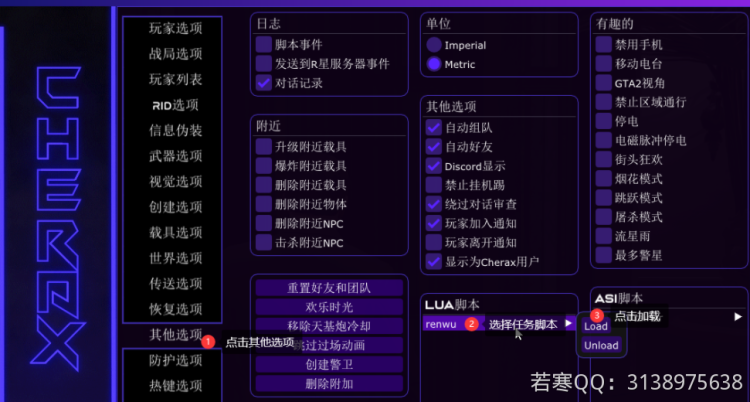 CHERAX
玩家选项
战局选项
玩家列表
RID选项
信息伪装
武器选项
视觉选项
创建选项
载具选项
世界选项
传送选项
恢复选项
其他选项
1 点击其他选项
防护选项
热键选项
日志
脚本事件
发送到R星服务器事件
对话记录
附近
升级附近载具
爆炸附近载具
删除附近载具
删除附近物体
删除附近NPC
击杀附近NPC
重置好友和团队
欢乐时光
移除天基炮冷却
跳过过场动画
创建警卫
删除附加
单位
Imperial
Metric
其他选项
自动组队
自动好友
Discord显示
禁止挂机踢
绕过对话审查
玩家加入通知
玩家离开通知
显示为Cherax用户
LUA脚本
renwu 2 选择任务脚本
有趣的
禁用手机
移动电台
GTA2视角
禁止区域通行
停电
电磁脉冲停电
街头狂欢
烟花模式
跳跃模式
屠杀模式
流星雨
最多警星
ASI脚本
3 点击加载
Load
Unload
若寒QQ：3138975638